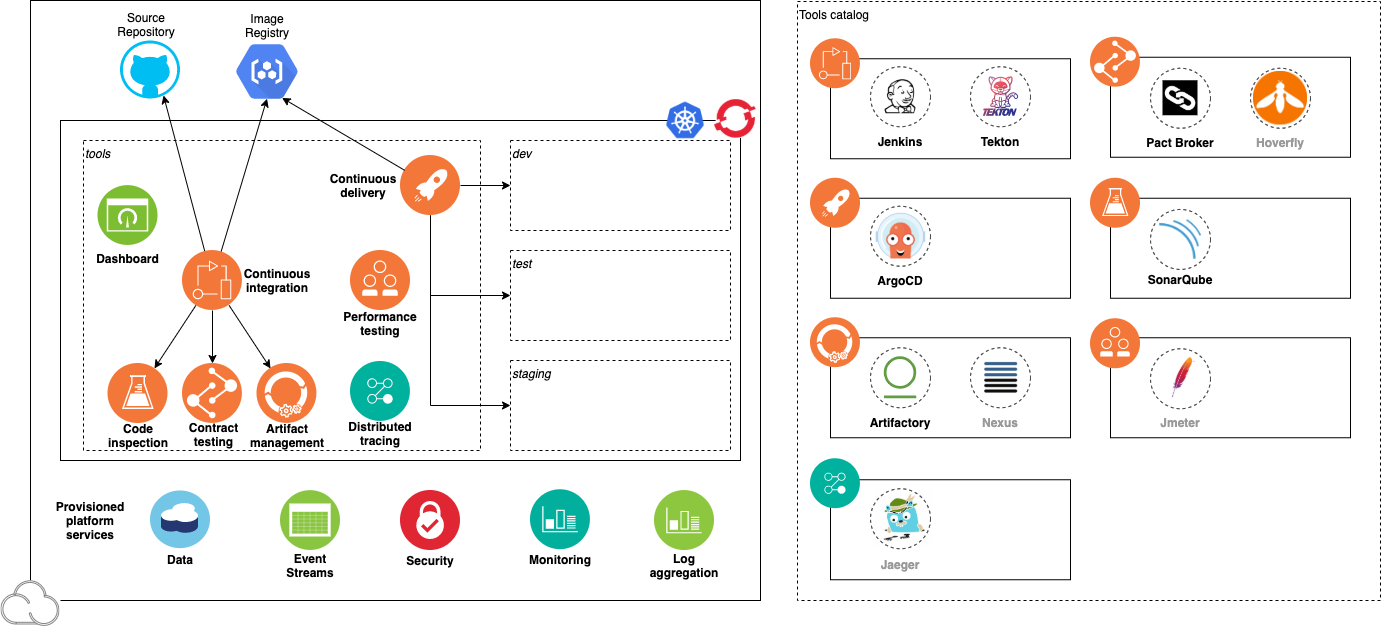 Source
Repository
Image
Registry
tools
Continuous
delivery
dev
Dashboard
Continuous
integration
test
Performance
testing
staging
Code
inspection
Contract
testing
Artifact
management
Distributed
tracing
Provisioned
platform
services
Data
Event
Streams
Security
Monitoring
Log
aggregation
Tools catalog
Jenkins
TEKTON
Tekton
Pact Broker
Hoverfly
ArgoCD
SonarQube
Artifactory
Nexus
Jmeter
Jaeger